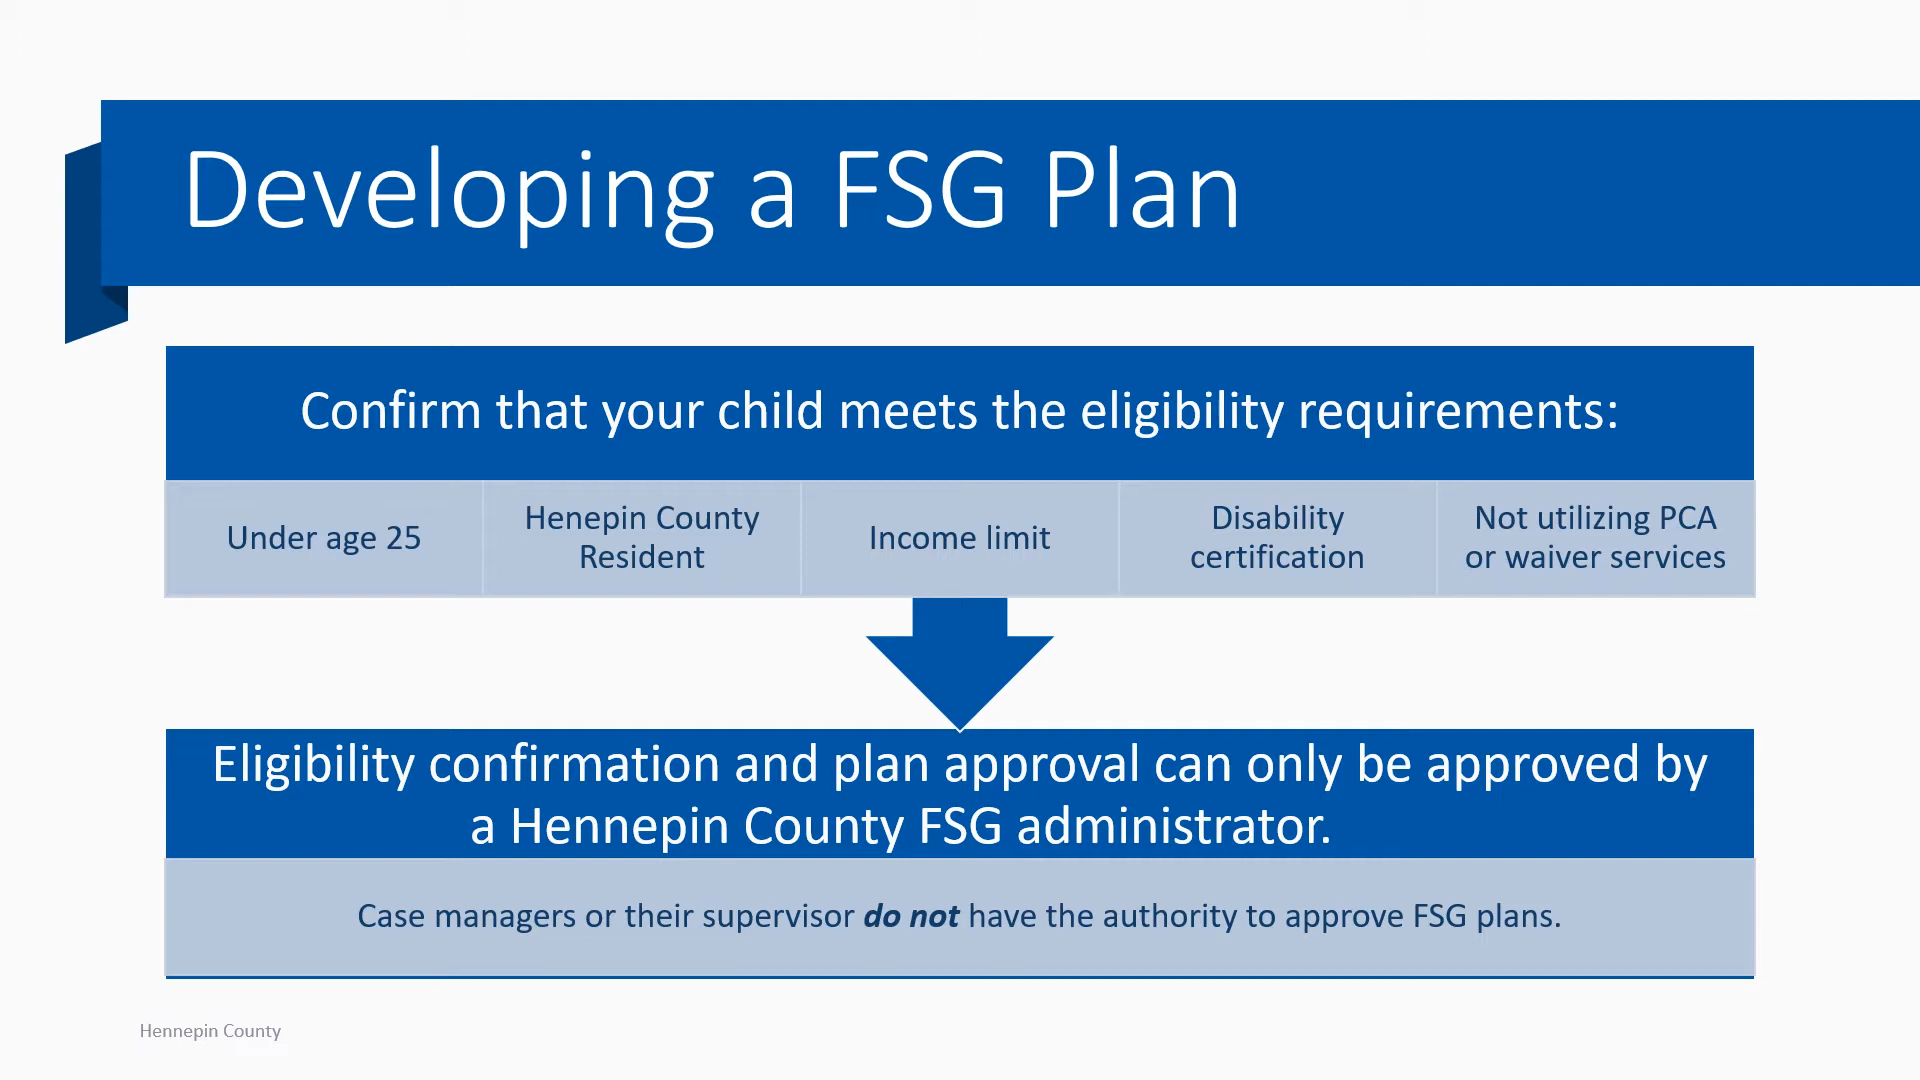 Developing a FSG Plan
Confirm that your child meets the eligibility requirements:
Under age 25
Henepin County
Resident
Income limit
Disability
certification
Not utilizing PCA
or waiver services
Eligibility confirmation and plan approval can only be approved by
a Hennepin County FSG administrator.
Case managers or their supervisor do not have the authority to approve FSG plans.
Hennepin County